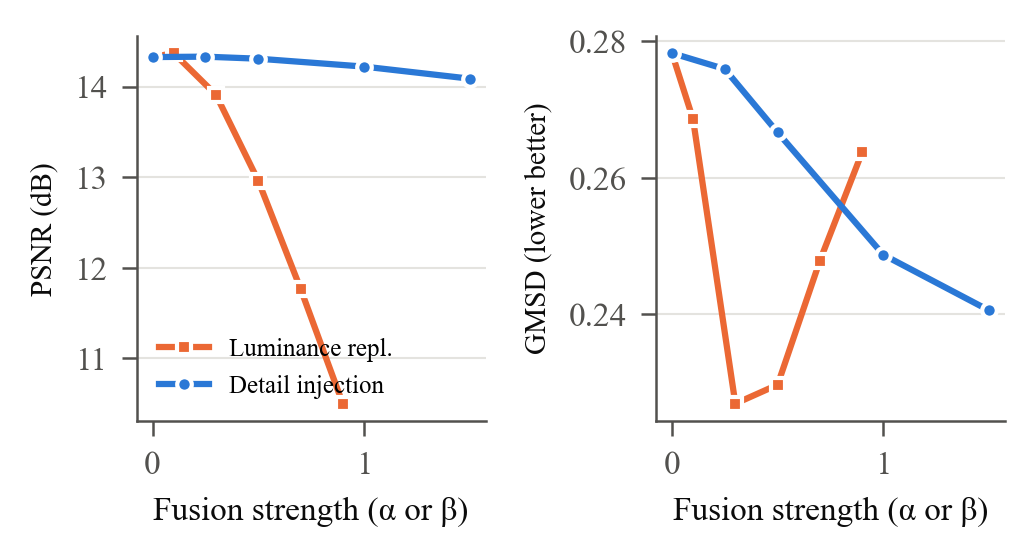 PSNR (dB)
14
13
12
11
Luminance repl.
Detail injection
0
1
Fusion strength (α or β)
GMSD (lower better)
0.28
0.26
0.24
0
1
Fusion strength (α or β)